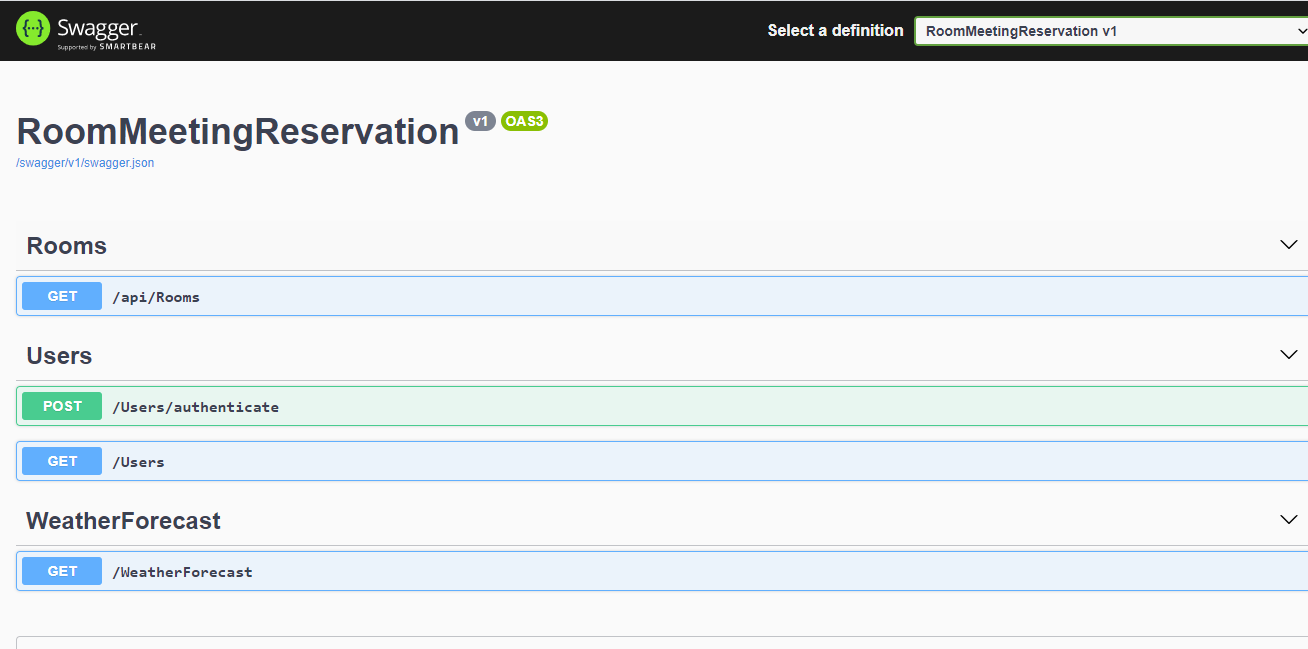 {···} Swagger
Supported by SMARTBEAR
Select a definition
RoomMeetingReservation v1
RoomMeetingReservation v1 OAS3
/swagger/v1/swagger.json
Rooms
GET /api/Rooms
Users
POST /Users/authenticate
GET /Users
WeatherForecast
GET /WeatherForecast